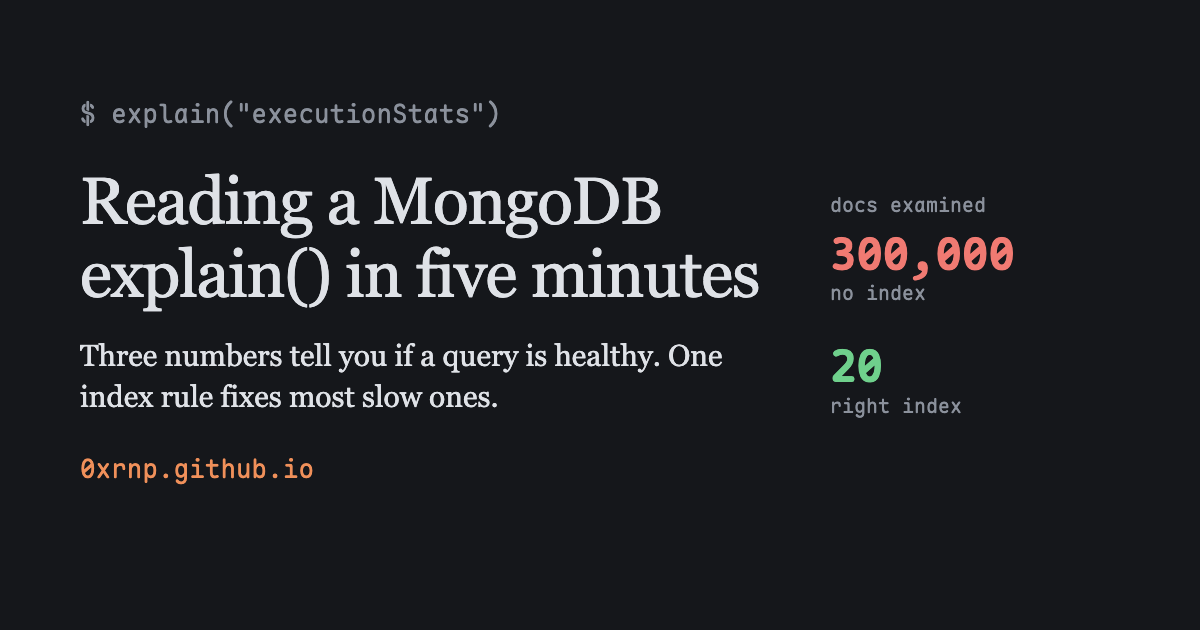 $ explain("executionStats")
Reading a MongoDB
explain() in five minutes
Three numbers tell you if a query is healthy. One
index rule fixes most slow ones.
0xrnp.github.io
docs examined
300,000
no index
20
right index